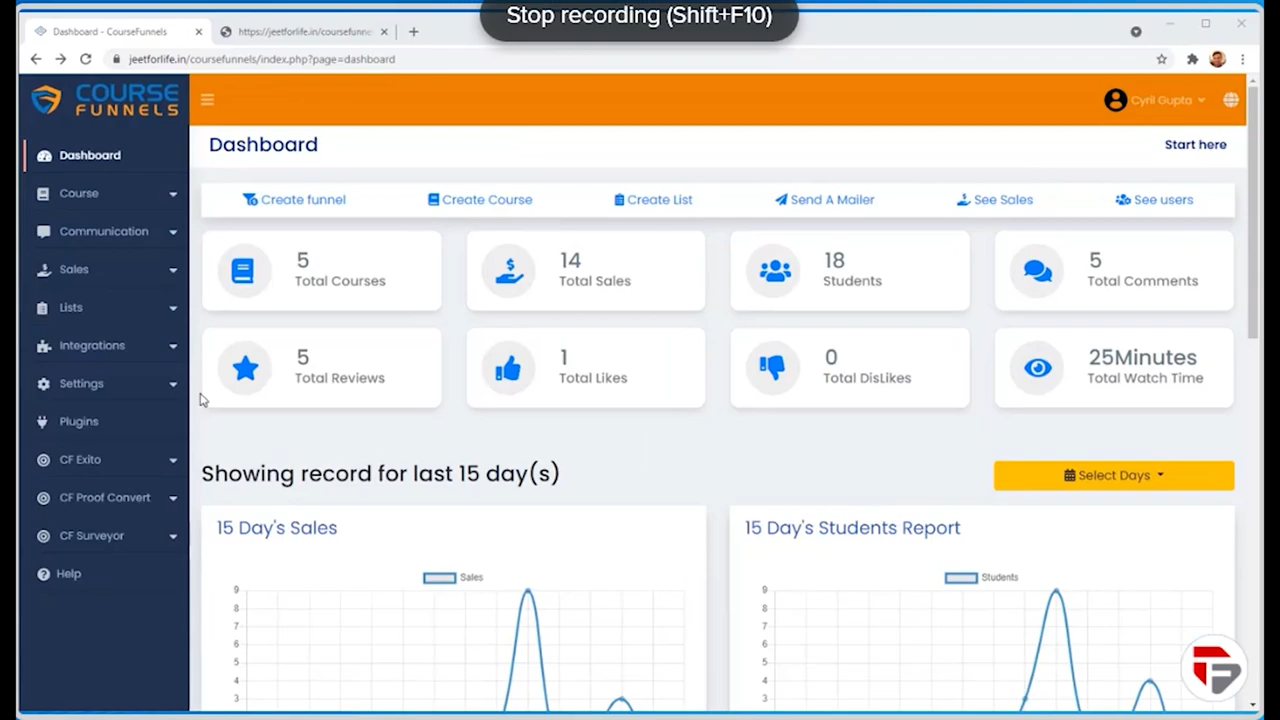 Stop recording (Shift+F10)
Dashboard - CourseFunnels
https://jeetforlife.in/coursefunne
jeetforlife.in/coursefunnels/index.php?page=dashboard
COURSE
FUNNELS
Cyril Gupta
Dashboard
Start here
Dashboard
Course
Communication
Sales
Lists
Integrations
Settings
Plugins
CF Exito
CF Proof Convert
CF Surveyor
Help
Create funnel
Create Course
Create List
Send A Mailer
See Sales
See users
5
Total Courses
14
Total Sales
18
Students
5
Total Comments
5
Total Reviews
1
Total Likes
0
Total DisLikes
25Minutes
Total Watch Time
Showing record for last 15 day(s)
Select Days
15 Day's Sales
Sales
9
8
7
6
5
4
3
15 Day's Students Report
Students
9
8
7
6
5
4
3